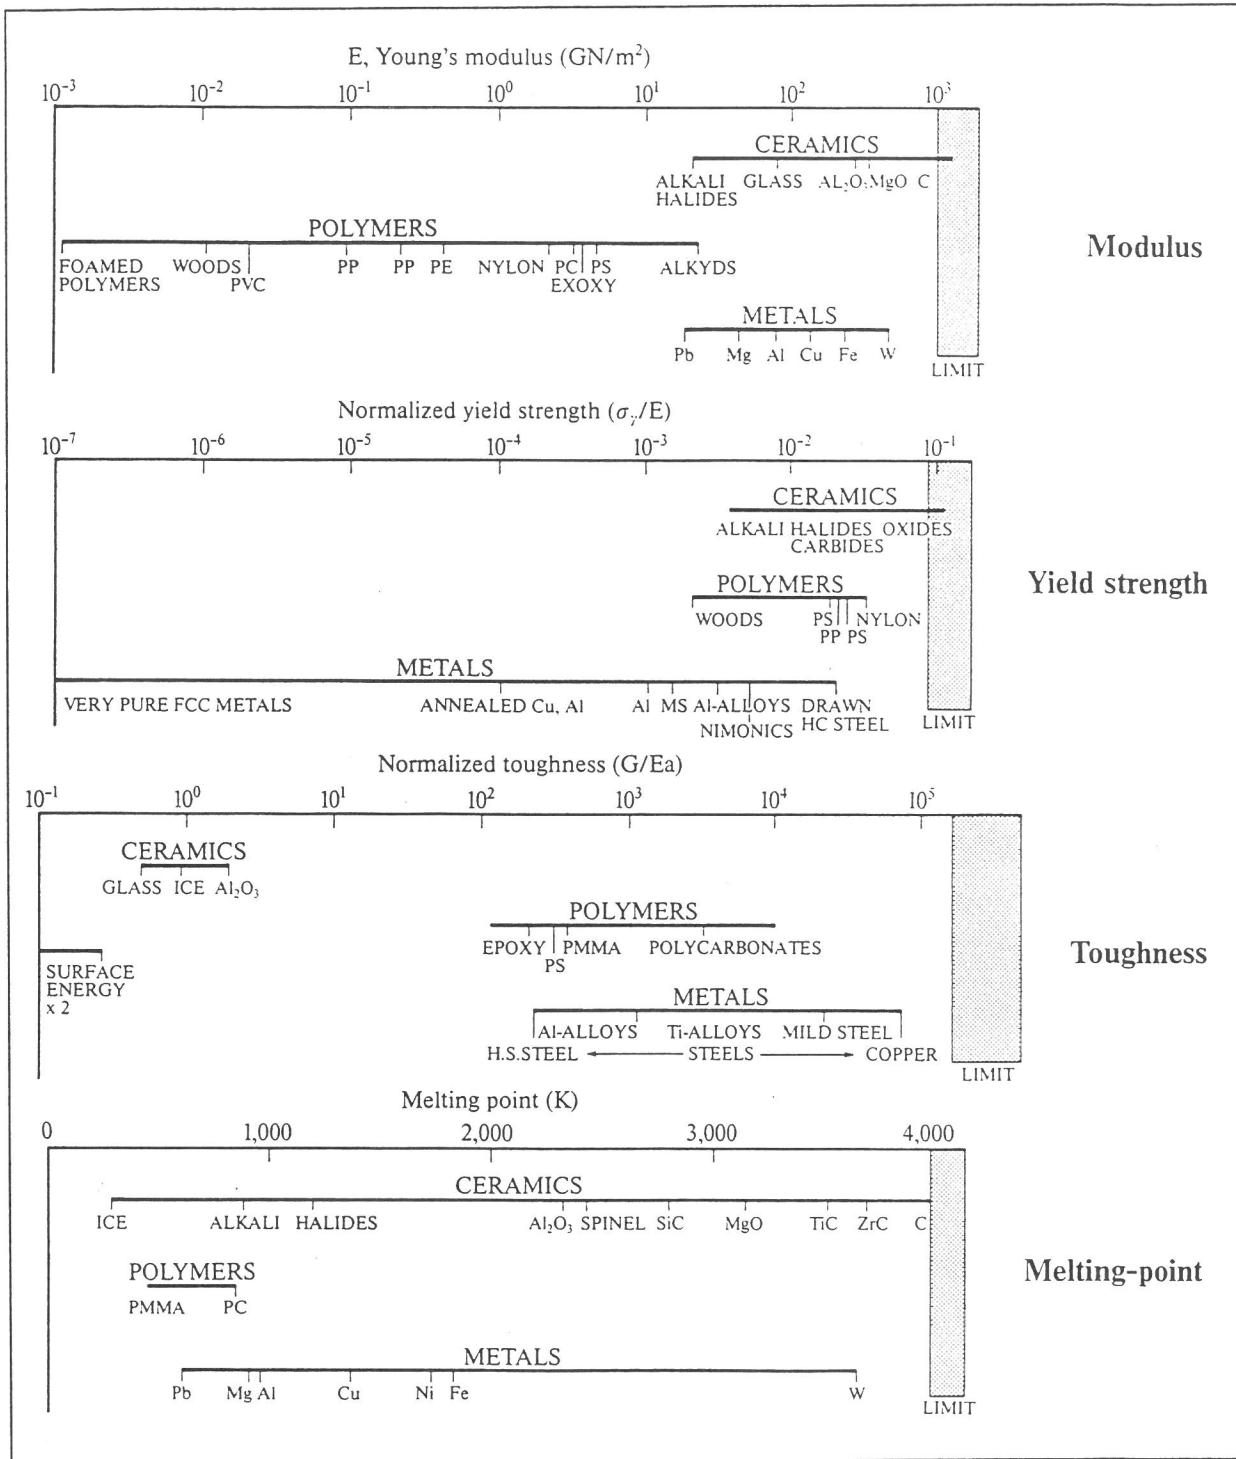 E, Young's modulus (GN/m²)
10⁻³ 10⁻² 10⁻¹ 10⁰ 10¹ 10² 10³
CERAMICS
ALKALI GLASS AL₂O₃ MgO C
HALIDES
POLYMERS
FOAMED WOODS PP PP PE NYLON PC PS ALKYDS
POLYMERS PVC EXOXY
Modulus
METALS
Pb Mg Al Cu Fe W
LIMIT
Normalized yield strength (σᵧ/E)
10⁻⁷ 10⁻⁶ 10⁻⁵ 10⁻⁴ 10⁻³ 10⁻² 10⁻¹
CERAMICS
ALKALI HALIDES OXIDES
CARBIDES
POLYMERS
Yield strength
WOODS PS NYLON
PP PS
METALS
VERY PURE FCC METALS ANNEALED Cu, Al Al MS Al-ALLOYS DRAWN
NIMONICS HC STEEL LIMIT
Normalized toughness (G/Ea)
10⁻¹ 10⁰ 10¹ 10² 10³ 10⁴ 10⁵
CERAMICS
GLASS ICE Al₂O₃
POLYMERS
EPOXY PMMA POLYCARBONATES
PS
Toughness
SURFACE
ENERGY
x 2
METALS
Al-ALLOYS Ti-ALLOYS MILD STEEL
H.S.STEEL ← STEELS → COPPER
LIMIT
Melting point (K)
0 1,000 2,000 3,000 4,000
CERAMICS
ICE ALKALI HALIDES Al₂O₃ SPINEL SiC MgO TiC ZrC C
POLYMERS
Melting-point
PMMA PC
METALS
Pb Mg Al Cu Ni Fe W
LIMIT